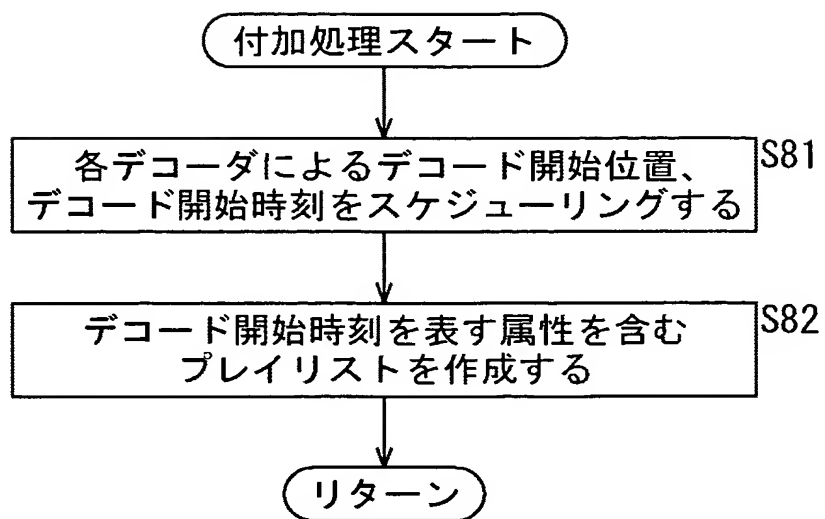 付加処理スタート
各デコーダによるデコード開始位置、
デコード開始時刻をスケジューリングする
S81
デコード開始時刻を表す属性を含む
プレイリストを作成する
S82
リターン